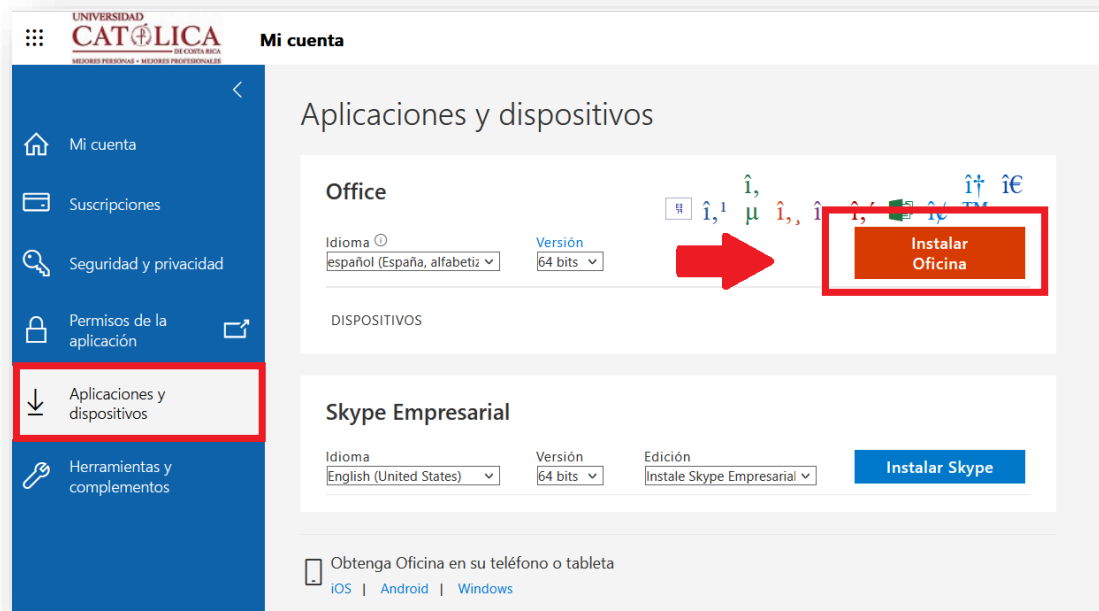 UNIVERSIDAD
CATÓLICA
DE COSTA RICA
MEJORES PERSONAS • MEJORES PROFESIONALES
Mi cuenta
Mi cuenta
Suscripciones
Seguridad y privacidad
Permisos de la
aplicación
Aplicaciones y
dispositivos
Herramientas y
complementos
Aplicaciones y dispositivos
Office
Idioma
Versión
español (España, alfabetiz
64 bits
Instalar
Oficina
DISPOSITIVOS
Skype Empresarial
Idioma
Versión
Edición
English (United States)
64 bits
Instale Skype Empresarial
Instalar Skype
Obtenga Oficina en su teléfono o tableta
iOS | Android | Windows